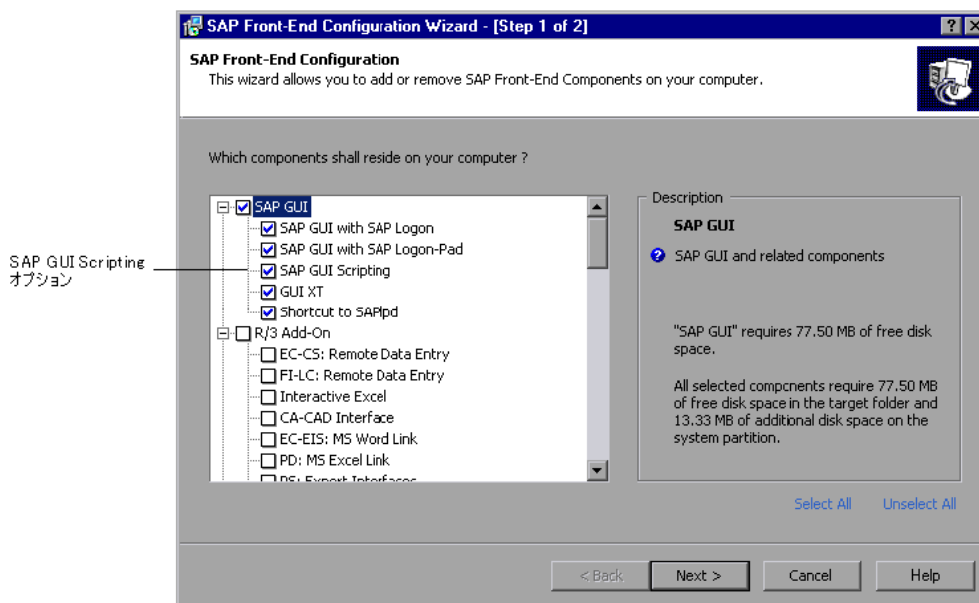 SAP Front-End Configuration Wizard - [Step 1 of 2]
SAP Front-End Configuration
This wizard allows you to add or remove SAP Front-End Components on your computer.
Which components shall reside on your computer ?
SAP GUI
SAP GUI with SAP Logon
SAP GUI with SAP Logon-Pad
SAP GUI Scripting
GUI XT
Shortcut to SAPlpd
R/3 Add-On
EC-CS: Remote Data Entry
FI-LC: Remote Data Entry
Interactive Excel
CA-CAD Interface
EC-EIS: MS Word Link
PD: MS Excel Link
PS: Export Interfaces
SAP GUI Scripting
オプション
Description
SAP GUI
SAP GUI and related components
"SAP GUI" requires 77.50 MB of free disk
space.
All selected components require 77.50 MB
of free disk space in the target folder and
13.33 MB of additional disk space on the
system partition.
Select All
Unselect All
< Back
Next >
Cancel
Help